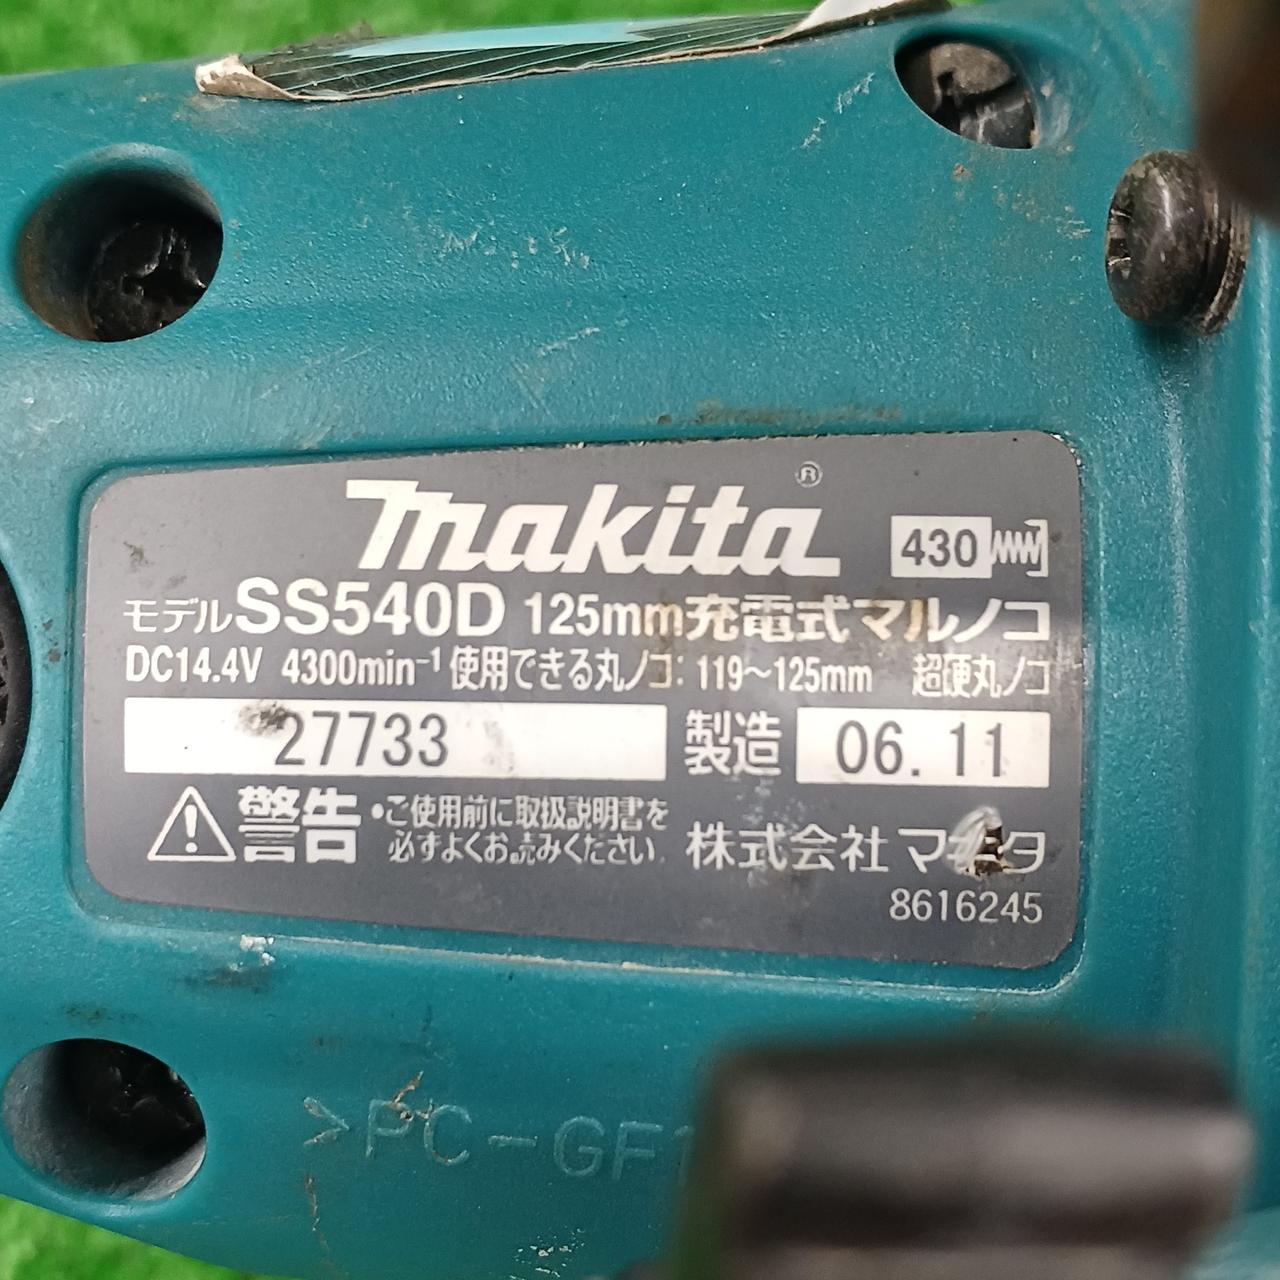 makita®
430
モデルSS540D 125mm充電式マルノコ
DC14.4V 4300min⁻¹ 使用できる丸ノコ: 119～125mm 超硬丸ノコ
27733 製造 06.11
警告 •ご使用前に取扱説明書を
必ずよくお読みください。
株式会社マキタ
8616245
>PC-GF